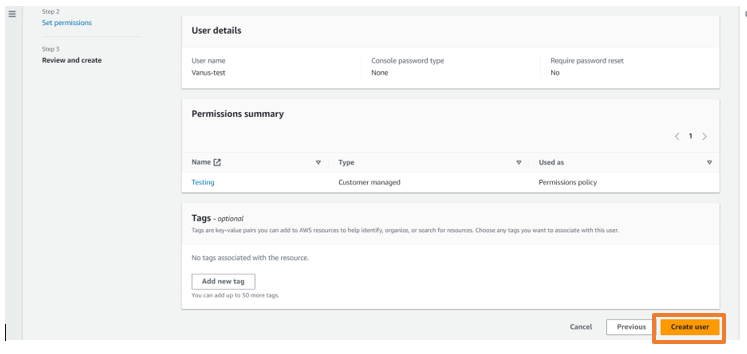 Step 2
Set permissions
Step 3
Review and create
User details
User name
Console password type
Require password reset
Vanus-test
None
No
Permissions summary
1
Name
Type
Used as
Testing
Customer managed
Permissions policy
Tags - optional
Tags are key-value pairs you can add to AWS resources to help identify, organize, or search for resources. Choose any tags you want to associate with this user.
No tags associated with the resource.
Add new tag
You can add up to 50 more tags.
Cancel
Previous
Create user